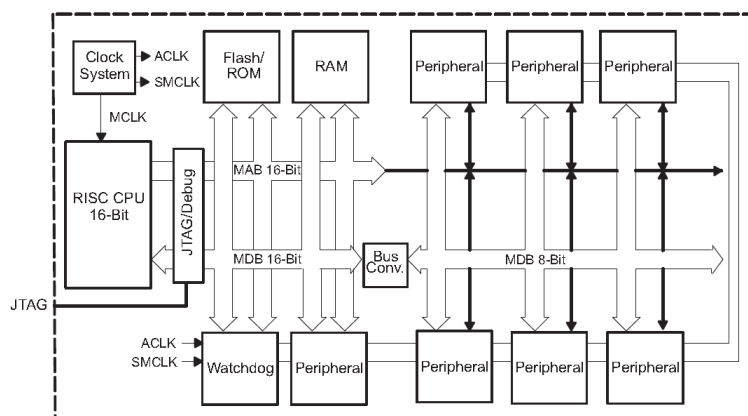 Clock
System
ACLK
SMCLK
MCLK
Flash/
ROM
RAM
Peripheral
Peripheral
Peripheral
RISC CPU
16-Bit
JTAG/Debug
MAB 16-Bit
MDB 16-Bit
Bus
Conv.
MDB 8-Bit
JTAG
ACLK
SMCLK
Watchdog
Peripheral
Peripheral
Peripheral
Peripheral